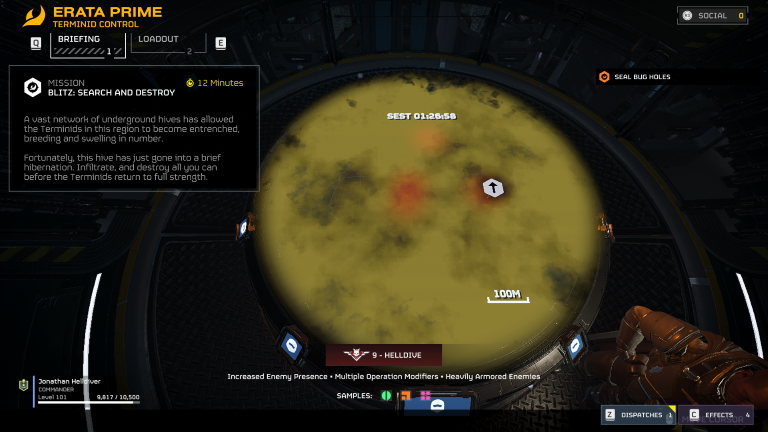 ERATA PRIME
TERMINID CONTROL
SOCIAL 0
Q
BRIEFING
1
LOADOUT
2
E
MISSION
12 Minutes
BLITZ: SEARCH AND DESTROY
SEAL BUG HOLES
A vast network of underground hives has allowed
the Terminids in this region to become entrenched,
breeding and swelling in number.
Fortunately, this hive has just gone into a brief
hibernation. Infiltrate, and destroy all you can
before the Terminids return to full strength.
SEST 01:26:58
100M
9 - HELLDIVE
Increased Enemy Presence • Multiple Operation Modifiers • Heavily Armored Enemies
SAMPLES:
Jonathan Helldiver
COMMANDER
Level 101
9,817 / 10,500
Z DISPATCHES 1
C EFFECTS 4